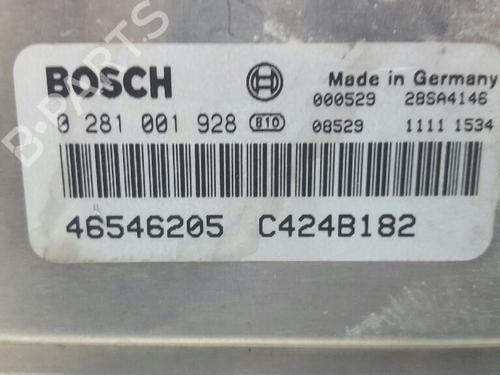 BOSCH
Made in Germany
000529 28SA4146
0 281 001 928 810
08529 1111 1534
46546205 C424B182
B-PARTS